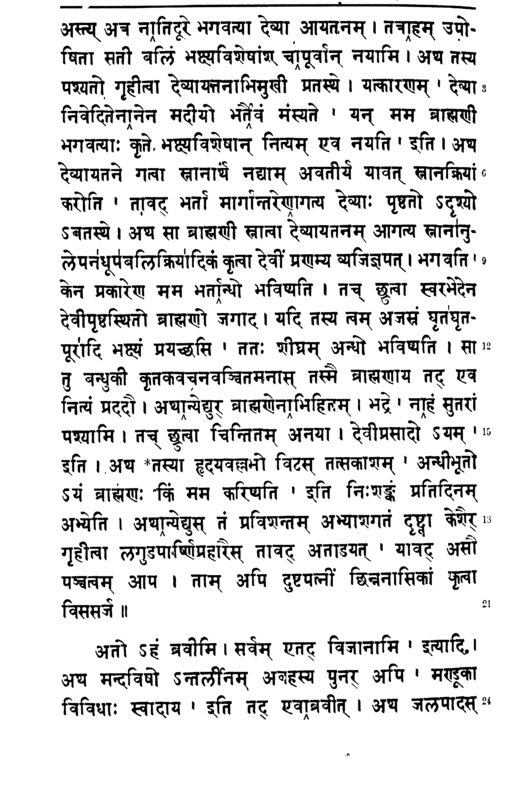 अस्त्य् अत्र नातिदूरे भगवत्या देव्या आयतनम् । तत्राहम् उपो-
षिता सती बलिं भक्ष्यविशेषांश् चापूर्वान् नयामि । अथ तस्य
पश्यतो गृहीत्वा देव्यायतनाभिमुखी प्रतस्थे । यत्कारणम् ' देव्या 3
निवेदितेनानेन मदीयो भर्तैवं मंस्यते ' यन् मम ब्राह्मणी
भगवत्याः कृते भक्ष्यविशेषान् नित्यम् एव नयति ' इति । अथ
देव्यायतने गत्वा स्नानार्थं नद्याम् अवतीर्य यावत् स्नानक्रियां 6
करोति ' तावद् भर्ता मार्गान्तरेणागत्य देव्याः पृष्ठतो ऽदृश्यो
ऽवतस्थे । अथ सा ब्राह्मणी स्नात्वा देव्यायतनम् आगत्य स्नानानु-
लेपनधूपबलिक्रियादिकं कृत्वा देवीं प्रणम्य व्यजिज्ञपत् । भगवति ' 9
केन प्रकारेण मम भर्तान्धो भविष्यति । तच् छ्रुत्वा स्वरभेदेन
देवीपृष्ठस्थितो ब्राह्मणो जगाद । यदि तस्य त्वम् अजस्रं घृतघृत-
पूरादि भक्ष्यं प्रयच्छसि ' ततः शीघ्रम् अन्धो भविष्यति । सा 12
तु बन्धुकी कृतकवचनवञ्चितमनास् तस्मै ब्राह्मणाय तद् एव
नित्यं प्रददौ । अथान्येद्युर् ब्राह्मणेनाभिहितम् । भद्रे ' नाहं सुतरां
पश्यामि । तच् छ्रुत्वा चिन्तितम् अनया । देवीप्रसादो ऽयम् ' 15
इति । अथ *तस्या हृदयवल्लभो विटस् तत्सकाशम् ' अन्धीभूतो
ऽयं ब्राह्मणः किं मम करिष्यति ' इति निःशङ्कं प्रतिदिनम्
अभ्येति । अथान्येद्युस् तं प्रविशन्तम् अभ्याशगतं दृष्ट्वा केशैर् 18
गृहीत्वा लगुडपार्ष्णिप्रहारैस् तावद् अताडयत् ' यावद् असौ
पञ्चत्वम् आप । ताम् अपि दुष्टपत्नीं छिन्ननासिकां कृत्वा
विससर्ज ॥ 21
अतो ऽहं ब्रवीमि । सर्वम् एतद् विजानामि ' इत्यादि ।
अथ मन्दविषो ऽन्तर्लीनम् अवहस्य पुनर् अपि ' मण्डूका
विविधाः स्वादाय ' इति तद् एवाब्रवीत् । अथ जलपादस् 24